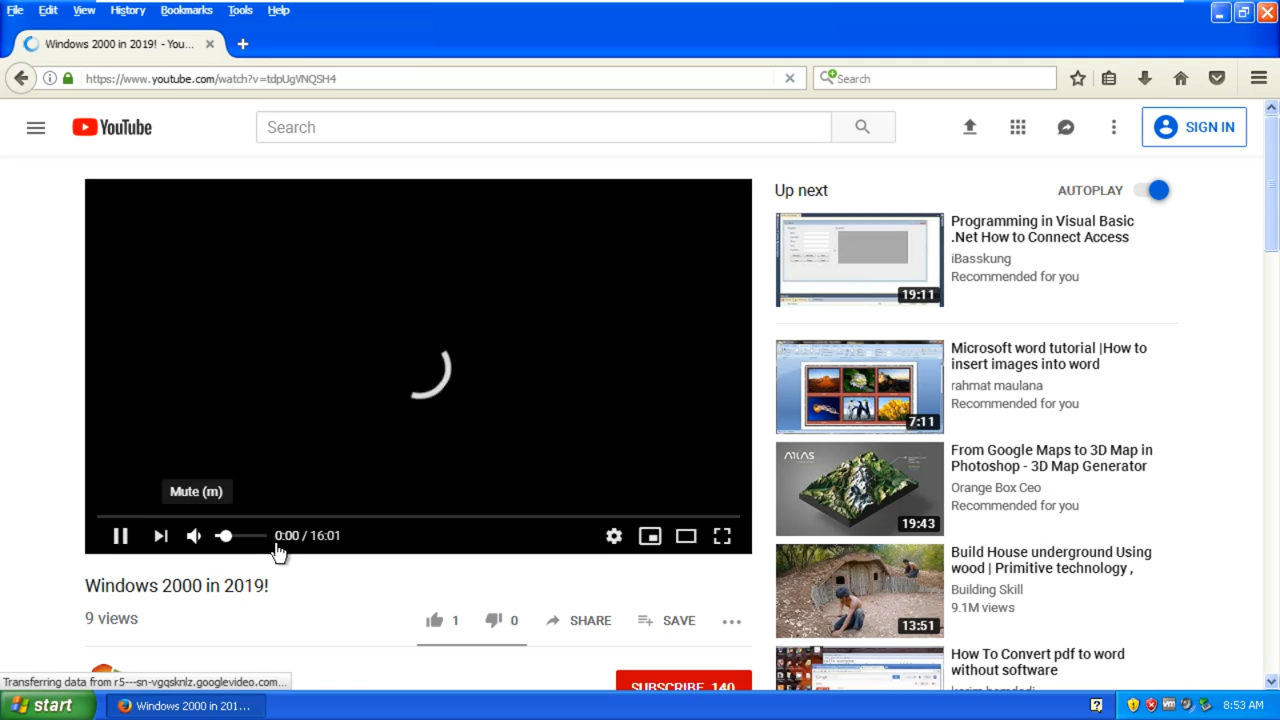 File Edit View History Bookmarks Tools Help
Windows 2000 in 2019! - You...
https://www.youtube.com/watch?v=tdpUgVNQSH4
Search
YouTube
Search
SIGN IN
Up next
AUTOPLAY
Programming in Visual Basic
.Net How to Connect Access
iBasskung
Recommended for you
19:11
Microsoft word tutorial |How to
insert images into word
rahmat maulana
Recommended for you
7:11
ATLAS
From Google Maps to 3D Map in
Photoshop - 3D Map Generator
Orange Box Ceo
Recommended for you
19:43
Build House underground Using
wood | Primitive technology ,
Building Skill
9.1M views
13:51
How To Convert pdf to word
without software
Mute (m)
0:00 / 16:01
Windows 2000 in 2019!
9 views
1 0 SHARE SAVE
SUBSCRIBE 140
Transferring data from r5---sn-vgqsknlz.googlevideo.com...
start
Windows 2000 in 201...
8:53 AM